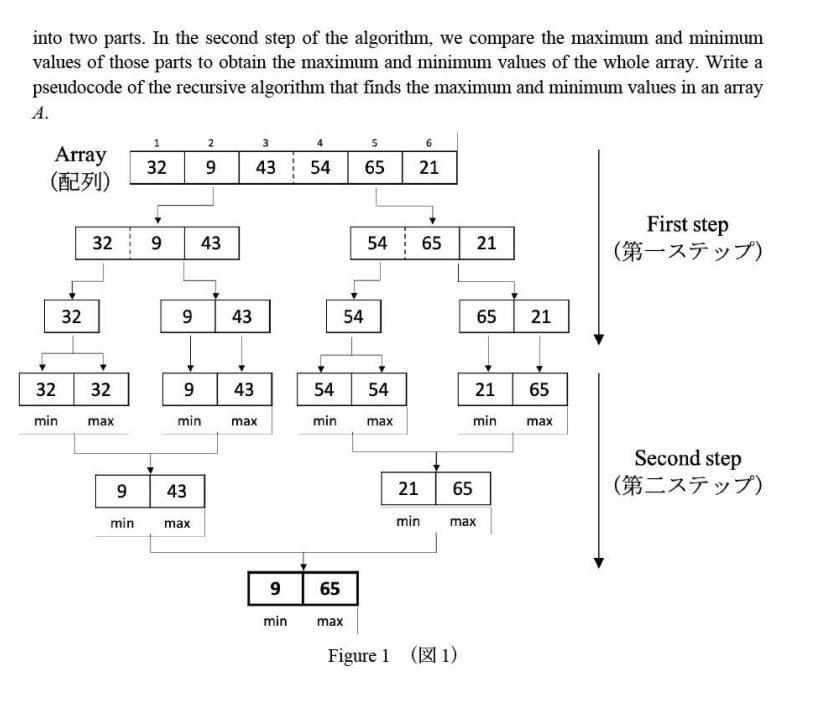 into two parts. In the second step of the algorithm, we compare the maximum and minimum
values of those parts to obtain the maximum and minimum values of the whole array. Write a
pseudocode of the recursive algorithm that finds the maximum and minimum values in an array
A.
1 2 3 4 5 6
Array
(配列)
32 9 43 54 65 21
First step
(第一ステップ)
32 9 43 54 65 21
32 9 43 54 65 21
32 32 9 43 54 54 21 65
min max min max min max min max
Second step
(第二ステップ)
9 43 21 65
min max min max
9 65
min max
Figure 1 (図 1)